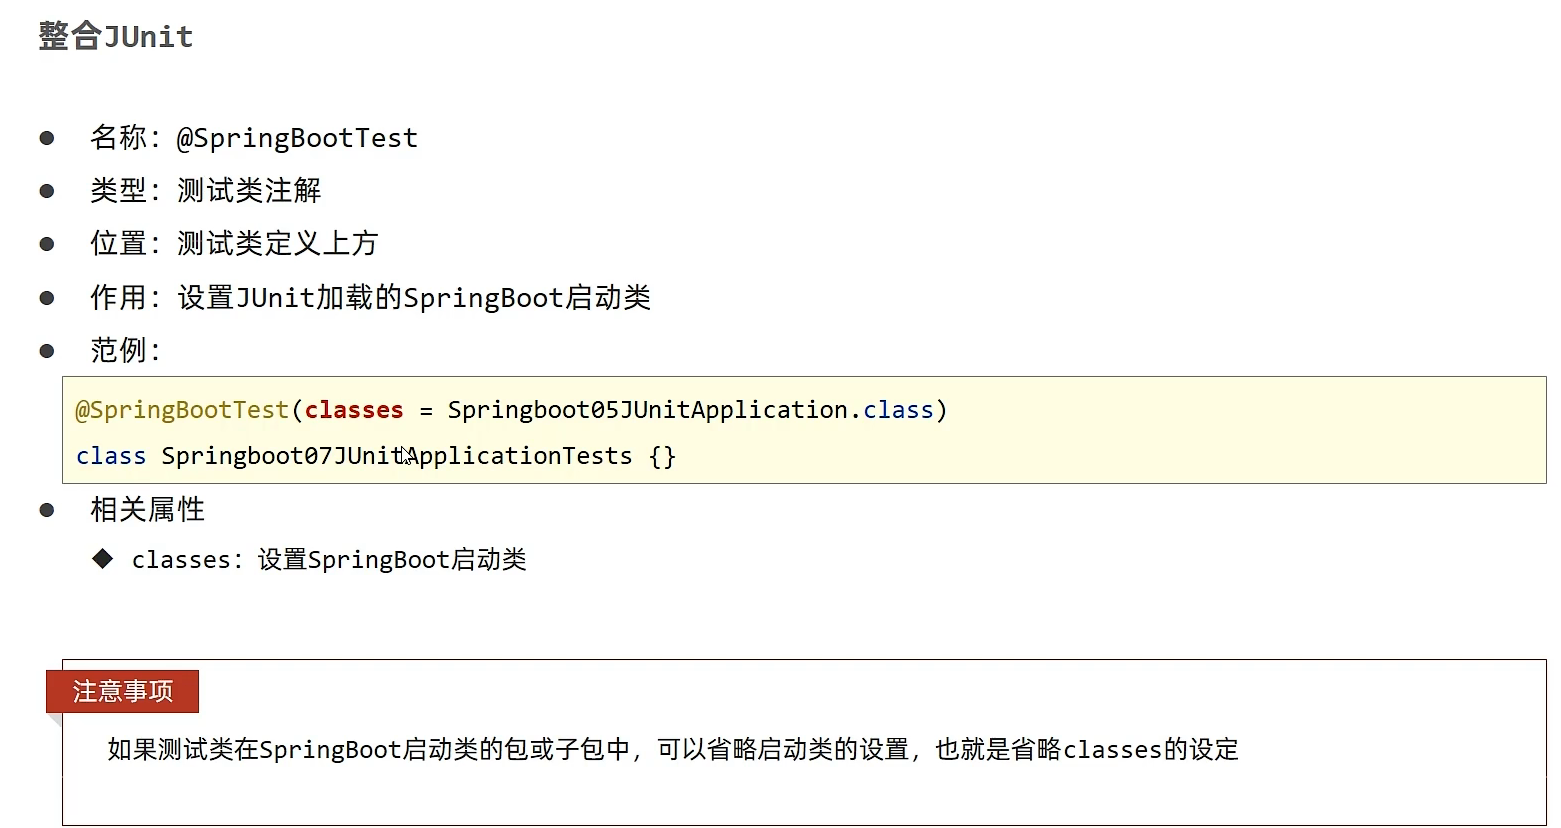 整合JUnit
名称：@SpringBootTest
类型：测试类注解
位置：测试类定义上方
作用：设置JUnit加载的SpringBoot启动类
范例：
@SpringBootTest(classes = Springboot05JUnitApplication.class)
class Springboot07JUnitApplicationTests {}
相关属性
classes：设置SpringBoot启动类
注意事项
如果测试类在SpringBoot启动类的包或子包中，可以省略启动类的设置，也就是省略classes的设定